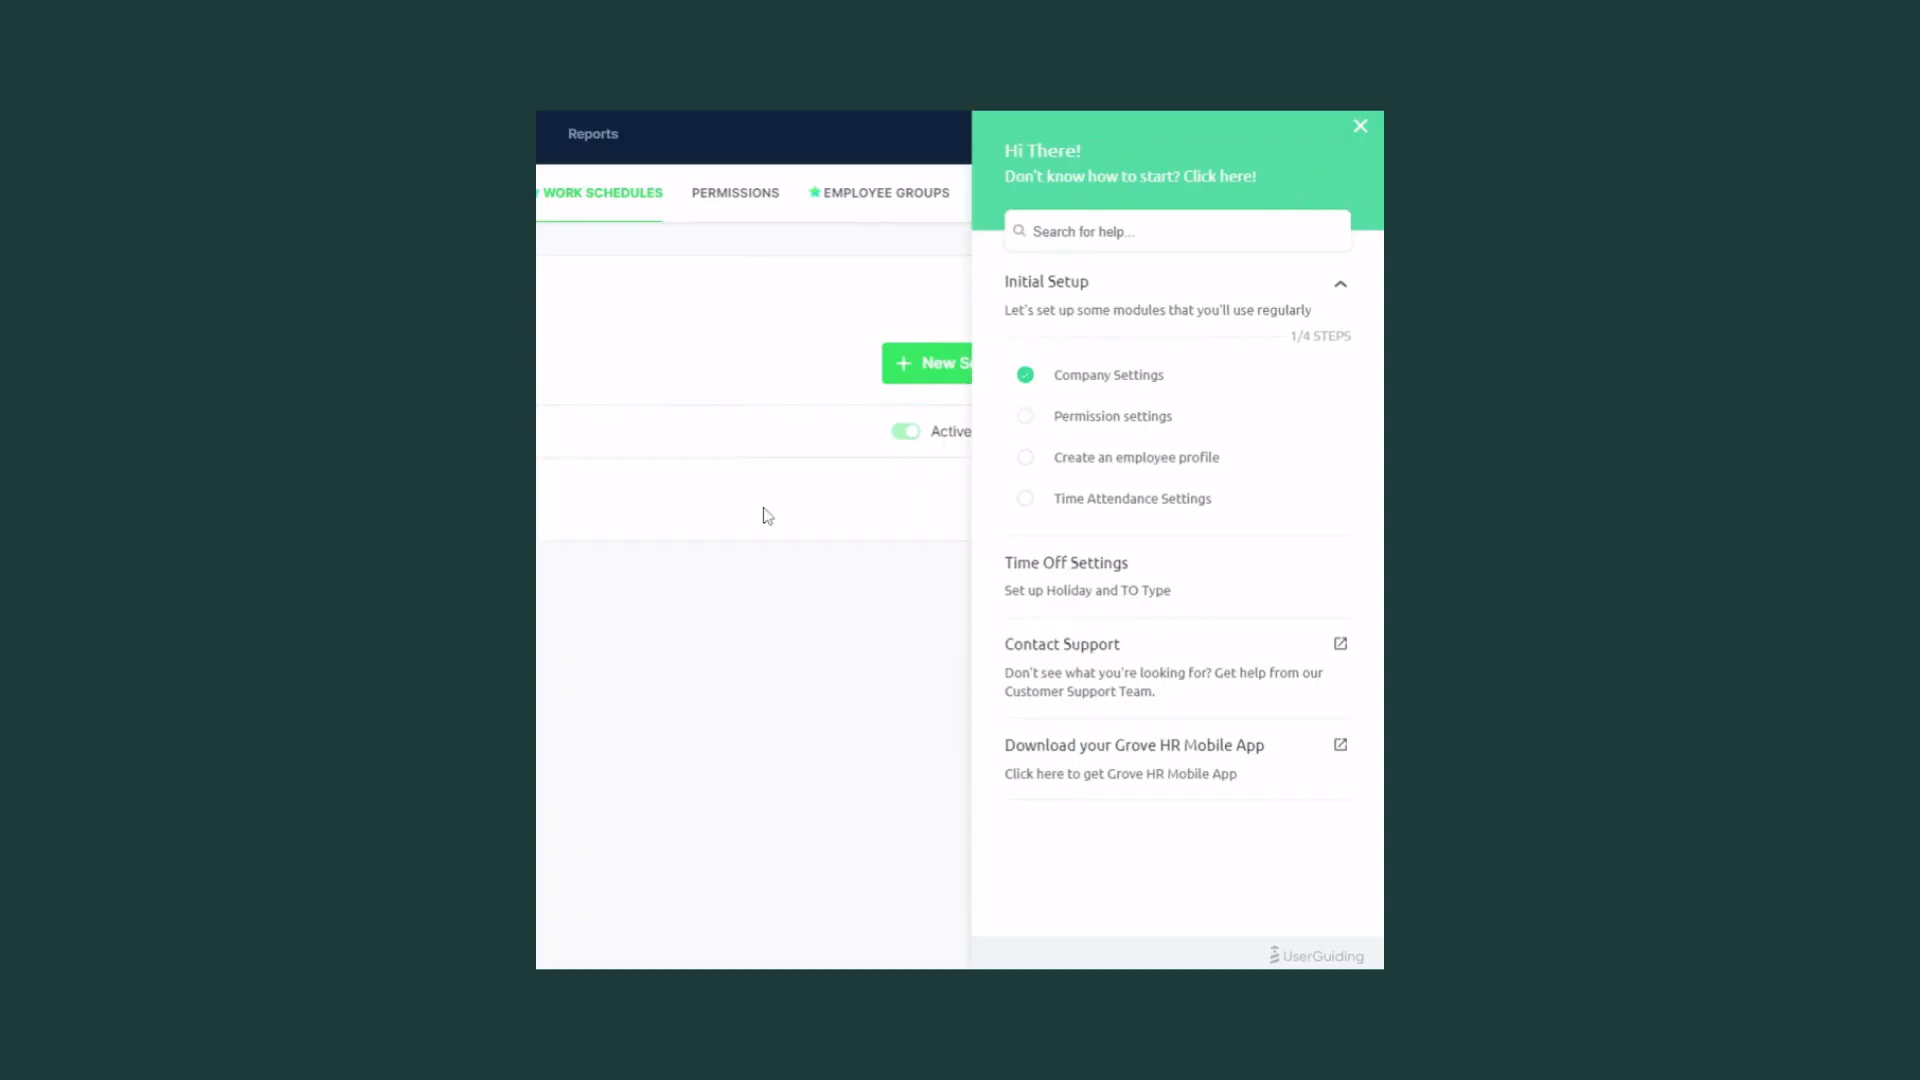 Reports
WORK SCHEDULES
PERMISSIONS
EMPLOYEE GROUPS
+ New S
Active
Hi There!
Don't know how to start? Click here!
Search for help...
Initial Setup
Let's set up some modules that you'll use regularly
1/4 STEPS
Company Settings
Permission settings
Create an employee profile
Time Attendance Settings
Time Off Settings
Set up Holiday and TO Type
Contact Support
Don't see what you're looking for? Get help from our
Customer Support Team.
Download your Grove HR Mobile App
Click here to get Grove HR Mobile App
UserGuiding